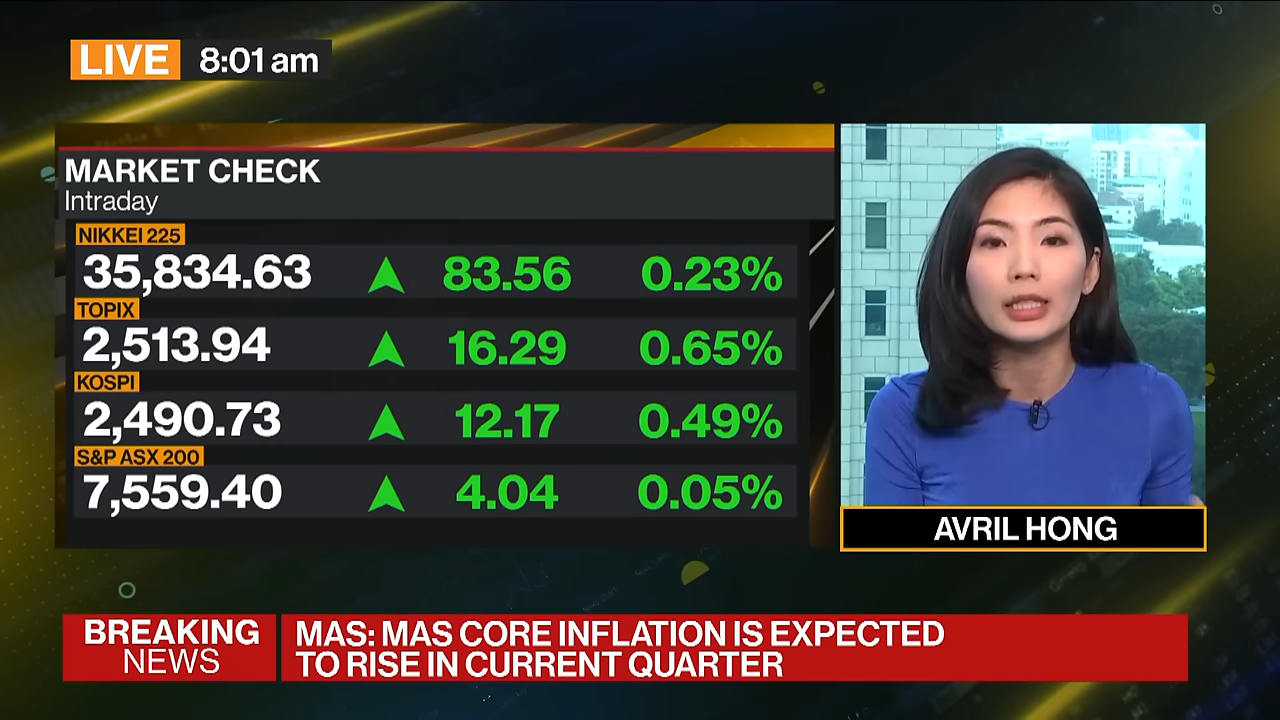 LIVE 8:01 am
MARKET CHECK
Intraday
NIKKEI 225
35,834.63 ▲ 83.56 0.23%
TOPIX
2,513.94 ▲ 16.29 0.65%
KOSPI
2,490.73 ▲ 12.17 0.49%
S&P ASX 200
7,559.40 ▲ 4.04 0.05%
AVRIL HONG
BREAKING
NEWS
MAS: MAS CORE INFLATION IS EXPECTED
TO RISE IN CURRENT QUARTER